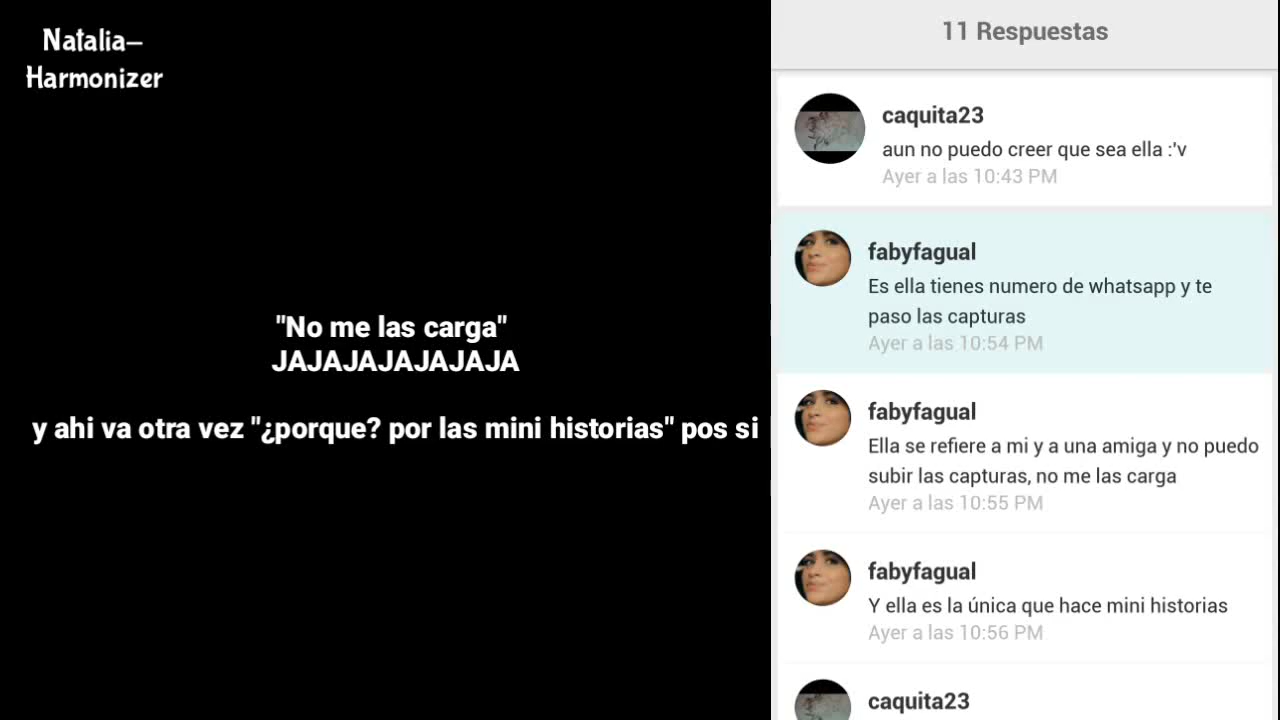 Natalia-
Harmonizer
"No me las carga"
JAJAJAJAJAJAJA
y ahi va otra vez "¿porque? por las mini historias" pos si
11 Respuestas
caquita23
aun no puedo creer que sea ella :'v
Ayer a las 10:43 PM
fabyfagual
Es ella tienes numero de whatsapp y te
paso las capturas
Ayer a las 10:54 PM
fabyfagual
Ella se refiere a mi y a una amiga y no puedo
subir las capturas, no me las carga
Ayer a las 10:55 PM
fabyfagual
Y ella es la única que hace mini historias
Ayer a las 10:56 PM
caquita23